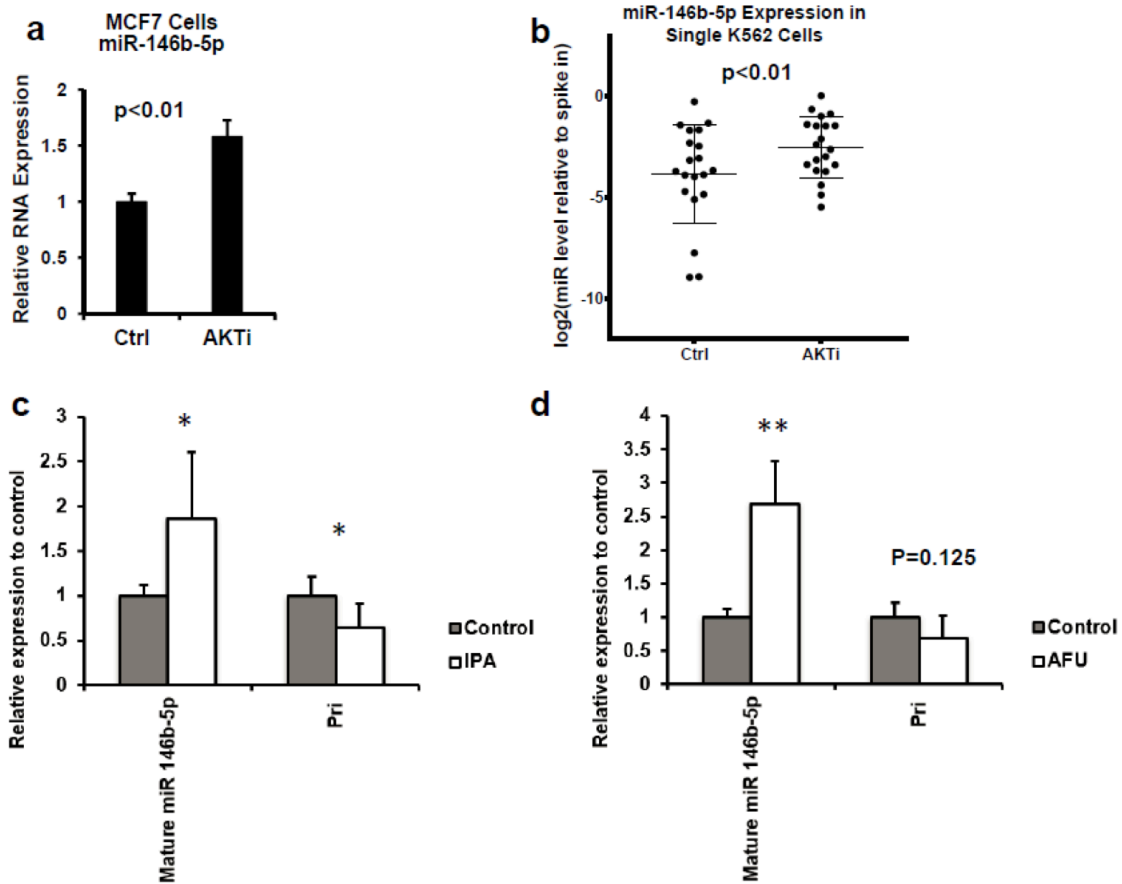 a
MCF7 Cells
miR-146b-5p
Relative RNA Expression
2
1.5
1
0.5
0
p<0.01
Ctrl
AKTi
b
miR-146b-5p Expression in
Single K562 Cells
p<0.01
log2(miR level relative to spike in)
0
-5
-10
Ctrl
AKTi
c
Relative expression to control
3
2.5
2
1.5
1
0.5
0
*
*
Mature miR 146b-5p
Pri
Control
IPA
d
Relative expression to control
4
3.5
3
2.5
2
1.5
1
0.5
0
**
P=0.125
Mature miR 146b-5p
Pri
Control
AFU